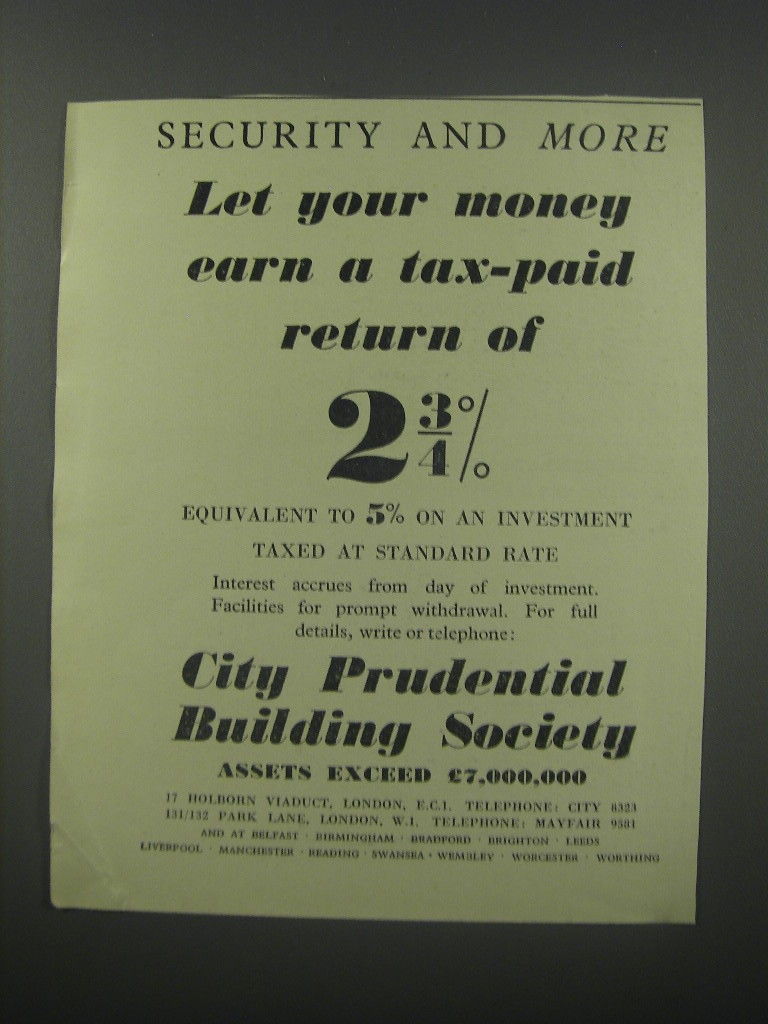 SECURITY AND MORE
Let your money
earn a tax-paid
return of
2 3/4%
EQUIVALENT TO 5% ON AN INVESTMENT
TAXED AT STANDARD RATE
Interest accrues from day of investment.
Facilities for prompt withdrawal. For full
details, write or telephone:
City Prudential
Building Society
ASSETS EXCEED £7,000,000
17 HOLBORN VIADUCT, LONDON, E.C.1. TELEPHONE: CITY 8323
131/132 PARK LANE, LONDON, W.1. TELEPHONE: MAYFAIR 9581
AND AT BELFAST · BIRMINGHAM · BRADFORD · BRIGHTON · LEEDS
LIVERPOOL · MANCHESTER · READING · SWANSEA · WEMBLEY · WORCESTER · WORTHING